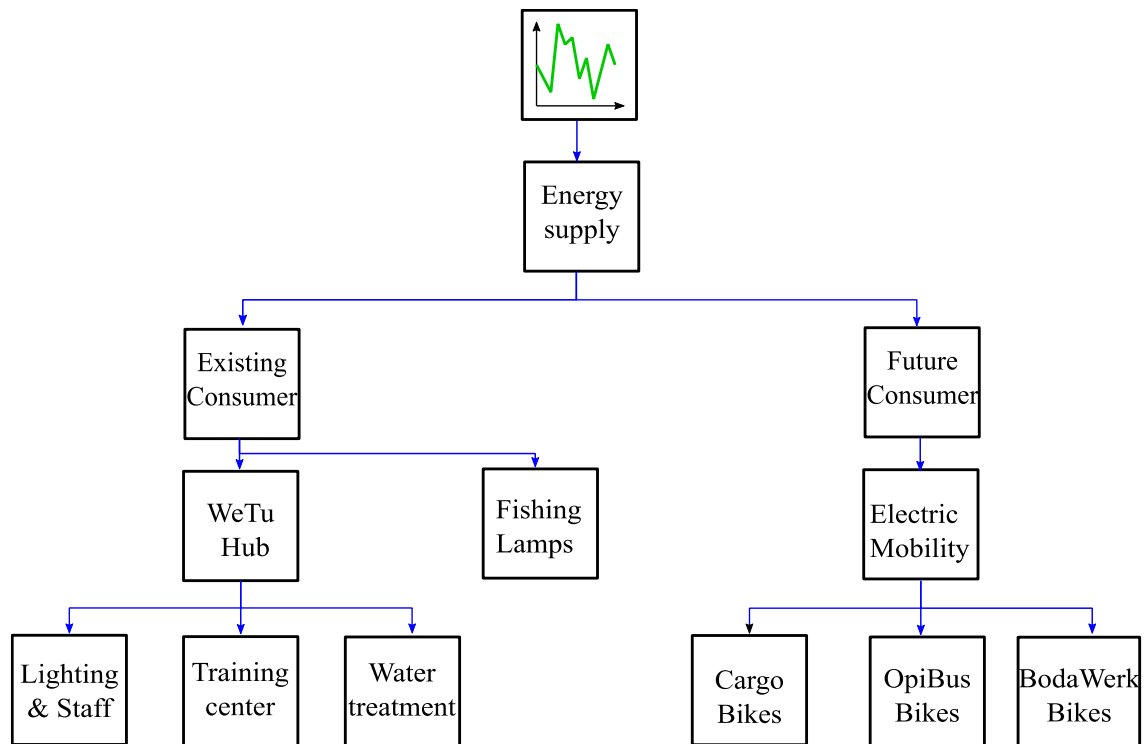 Energy
supply
Existing
Consumer
Future
Consumer
WeTu
Hub
Fishing
Lamps
Electric
Mobility
Lighting
& Staff
Training
center
Water
treatment
Cargo
Bikes
OpiBus
Bikes
BodaWerk
Bikes